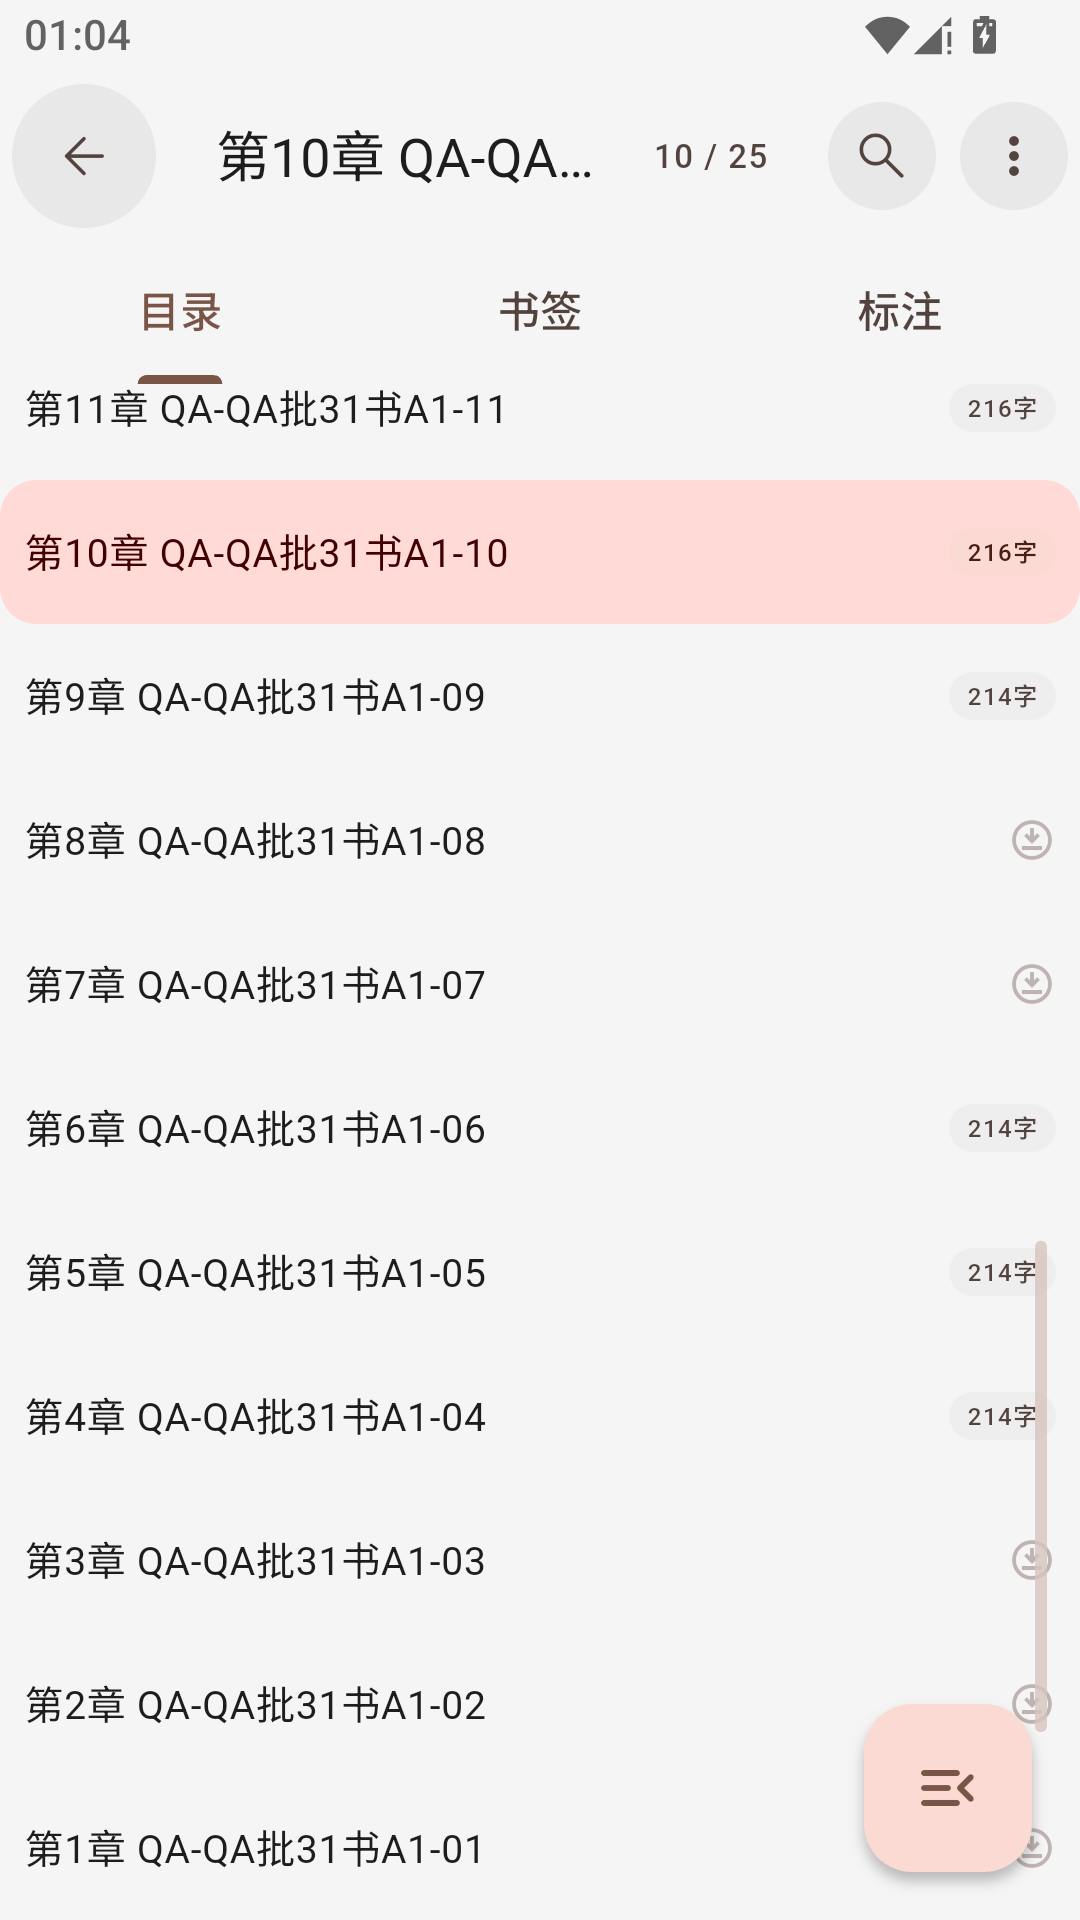 01:04
第10章 QA-QA... 10 / 25
目录 书签 标注
第11章 QA-QA批31书A1-11 216字
第10章 QA-QA批31书A1-10 216字
第9章 QA-QA批31书A1-09 214字
第8章 QA-QA批31书A1-08
第7章 QA-QA批31书A1-07
第6章 QA-QA批31书A1-06 214字
第5章 QA-QA批31书A1-05 214字
第4章 QA-QA批31书A1-04 214字
第3章 QA-QA批31书A1-03
第2章 QA-QA批31书A1-02
第1章 QA-QA批31书A1-01